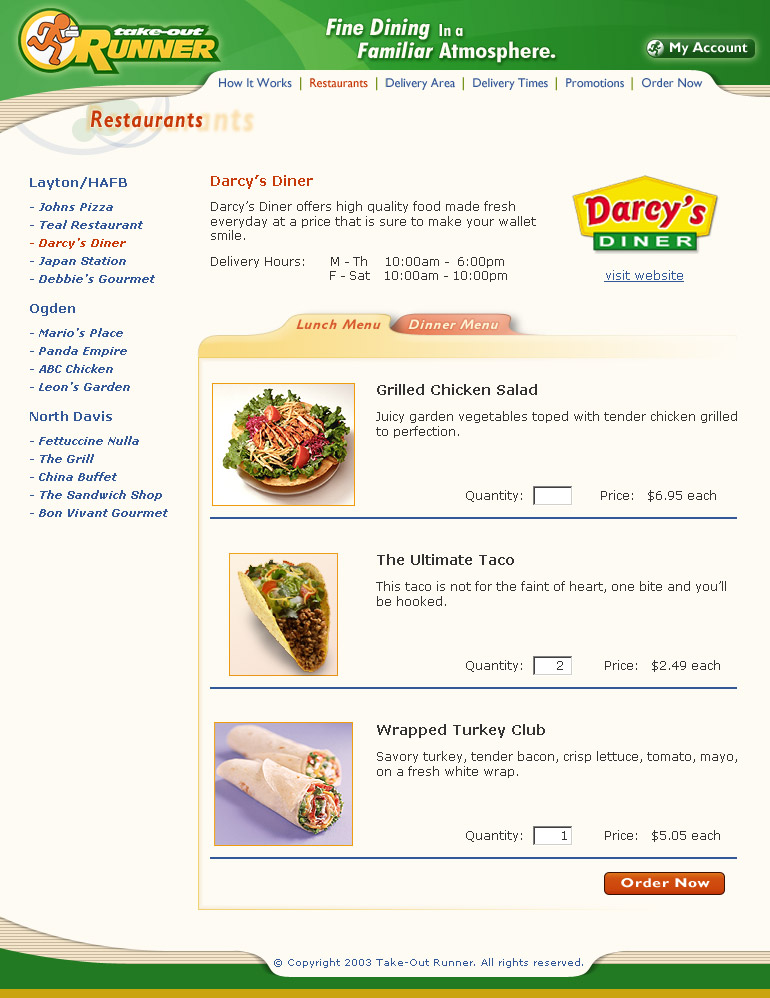 take-out
RUNNER
Fine Dining In a
Familiar Atmosphere.
My Account
How It Works | Restaurants | Delivery Area | Delivery Times | Promotions | Order Now
Restaurants
Layton/HAFB
- Johns Pizza
- Teal Restaurant
- Darcy's Diner
- Japan Station
- Debbie's Gourmet
Ogden
- Mario's Place
- Panda Empire
- ABC Chicken
- Leon's Garden
North Davis
- Fettuccine Nulla
- The Grill
- China Buffet
- The Sandwich Shop
- Bon Vivant Gourmet
Darcy's Diner
Darcy's Diner offers high quality food made fresh
everyday at a price that is sure to make your wallet
smile.
Delivery Hours: M - Th 10:00am - 6:00pm
F - Sat 10:00am - 10:00pm
Darcy's
DINER
visit website
Lunch Menu Dinner Menu
Grilled Chicken Salad
Juicy garden vegetables toped with tender chicken grilled
to perfection.
Quantity: Price: $6.95 each
The Ultimate Taco
This taco is not for the faint of heart, one bite and you'll
be hooked.
Quantity: 2 Price: $2.49 each
Wrapped Turkey Club
Savory turkey, tender bacon, crisp lettuce, tomato, mayo,
on a fresh white wrap.
Quantity: 1 Price: $5.05 each
Order Now
© Copyright 2003 Take-Out Runner. All rights reserved.